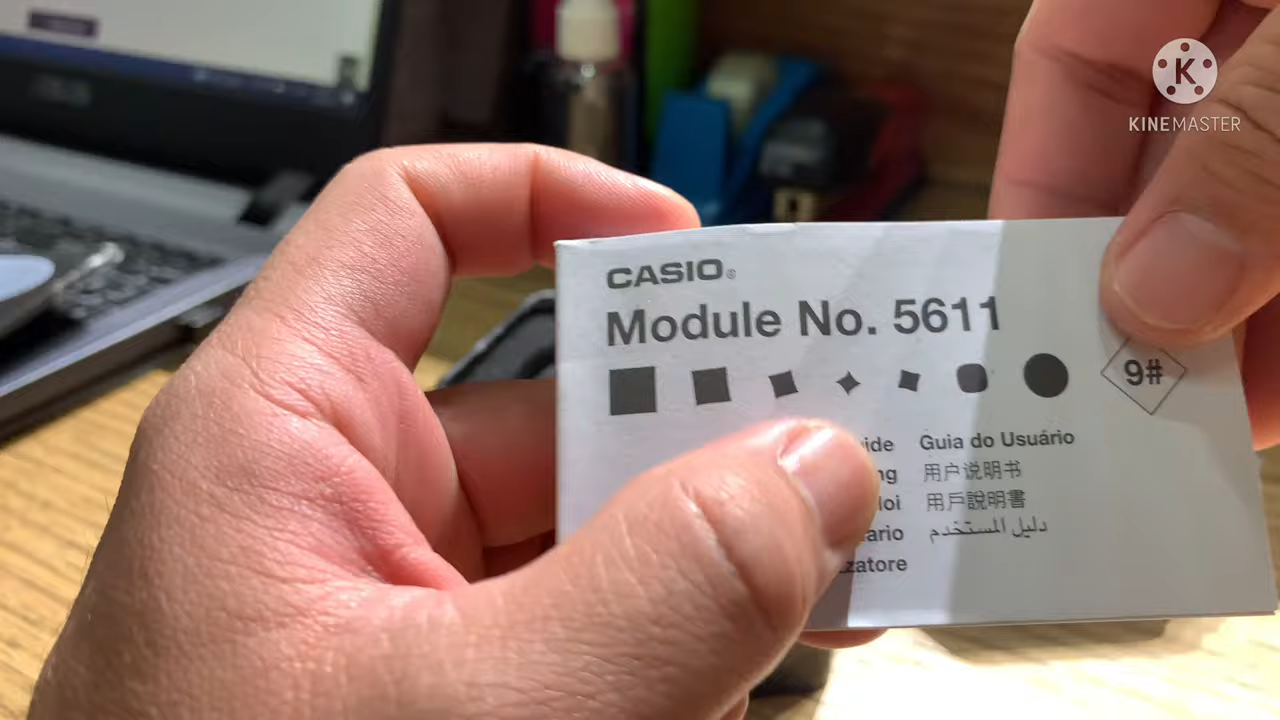 KINEMASTER
CASIO®
Module No. 5611
9#
Guia do Usuário
用户说明书
用戶說明書
دليل المستخدم